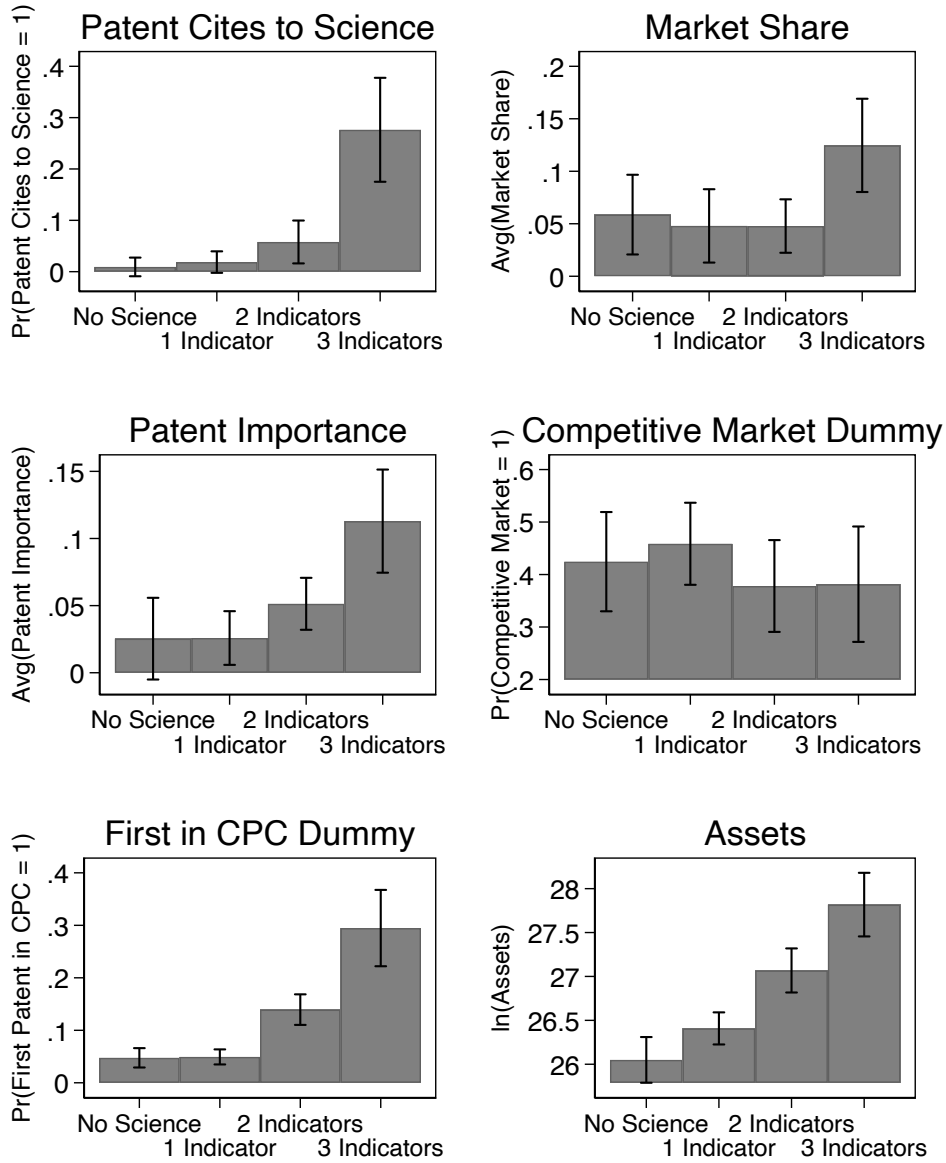 Patent Cites to Science
Pr(Patent Cites to Science = 1)
.4
.3
.2
.1
0
No Science 2 Indicators
1 Indicator 3 Indicators
Market Share
Avg(Market Share)
.2
.15
.1
.05
0
No Science 2 Indicators
1 Indicator 3 Indicators
Patent Importance
Avg(Patent Importance)
.15
.1
.05
0
No Science 2 Indicators
1 Indicator 3 Indicators
Competitive Market Dummy
Pr(Competitive Market = 1)
.6
.5
.4
.3
.2
No Science 2 Indicators
1 Indicator 3 Indicators
First in CPC Dummy
Pr(First Patent in CPC = 1)
.4
.3
.2
.1
0
No Science 2 Indicators
1 Indicator 3 Indicators
Assets
ln(Assets)
28
27.5
27
26.5
26
No Science 2 Indicators
1 Indicator 3 Indicators